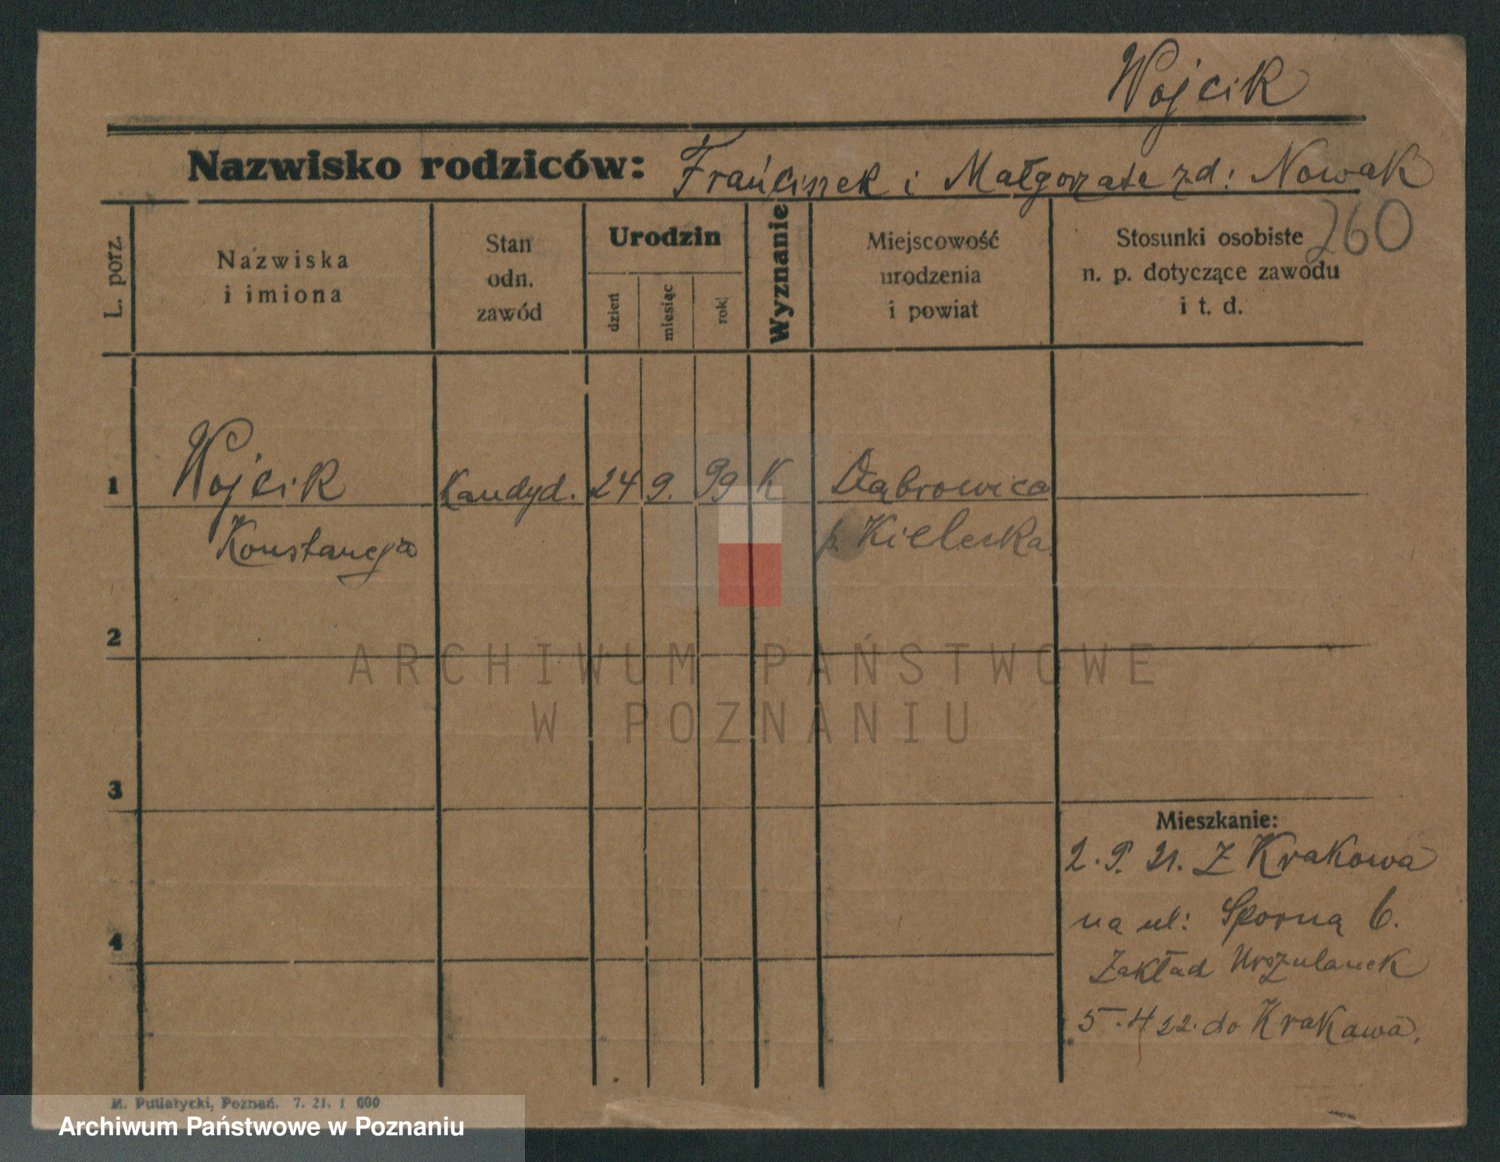 Wojcik
Nazwisko rodziców: Franciszek i Małgorzata zd: Nowak
260
L. porz.
Nazwiska
i imiona
Stan
odn.
zawód
Urodzin
dzień
miesiąc
rok
Wyznanie
Miejscowość
urodzenia
i powiat
Stosunki osobiste
n. p. dotyczące zawodu
i t. d.
1 Wojcik Kandyd. 24 9. 99 K Dąbrowica
Konstancja p. Kielecka
2
ARCHIWUM PAŃSTWOWE
W POZNANIU
3
Mieszkanie:
2. 9. 21. Z Krakowa
na ul: Sporną 6.
4
Zakład Urszulanek
5. 4 22. do Krakowa.
M. Putiatycki, Poznań. 7. 21. 1 600
Archiwum Państwowe w Poznaniu